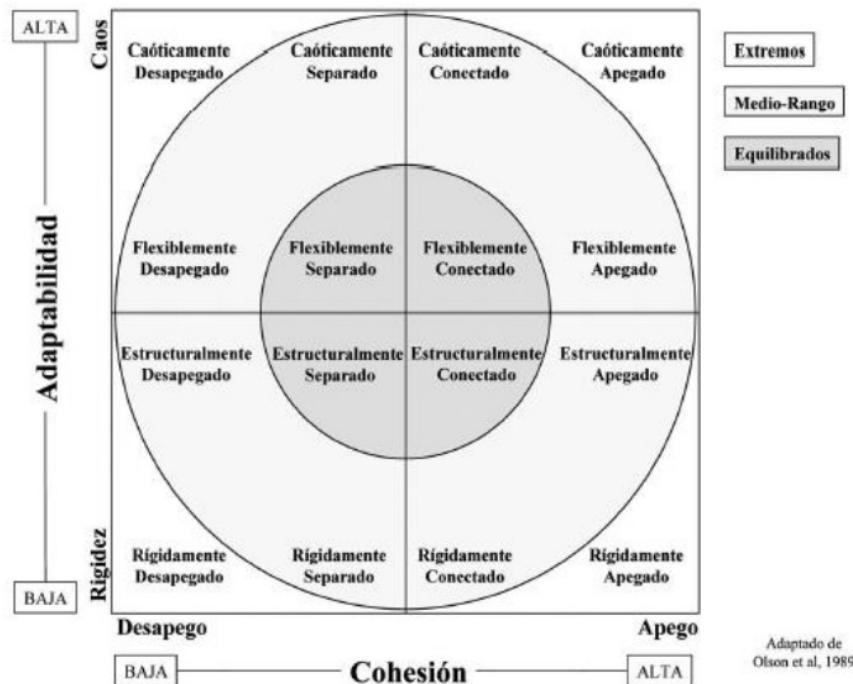 ALTA
Caos
Caóticamente
Desapegado
Caóticamente
Separado
Caóticamente
Conectado
Caóticamente
Apegado
Extremos
Medio-Rango
Equilibrados
Adaptabilidad
Flexiblemente
Desapegado
Flexiblemente
Separado
Flexiblemente
Conectado
Flexiblemente
Apegado
Estructuralmente
Desapegado
Estructuralmente
Separado
Estructuralmente
Conectado
Estructuralmente
Apegado
Rigidez
Rígidamente
Desapegado
Rígidamente
Separado
Rígidamente
Conectado
Rígidamente
Apegado
BAJA
Desapego
Apego
BAJA
Cohesión
ALTA
Adaptado de
Olson et al, 1989